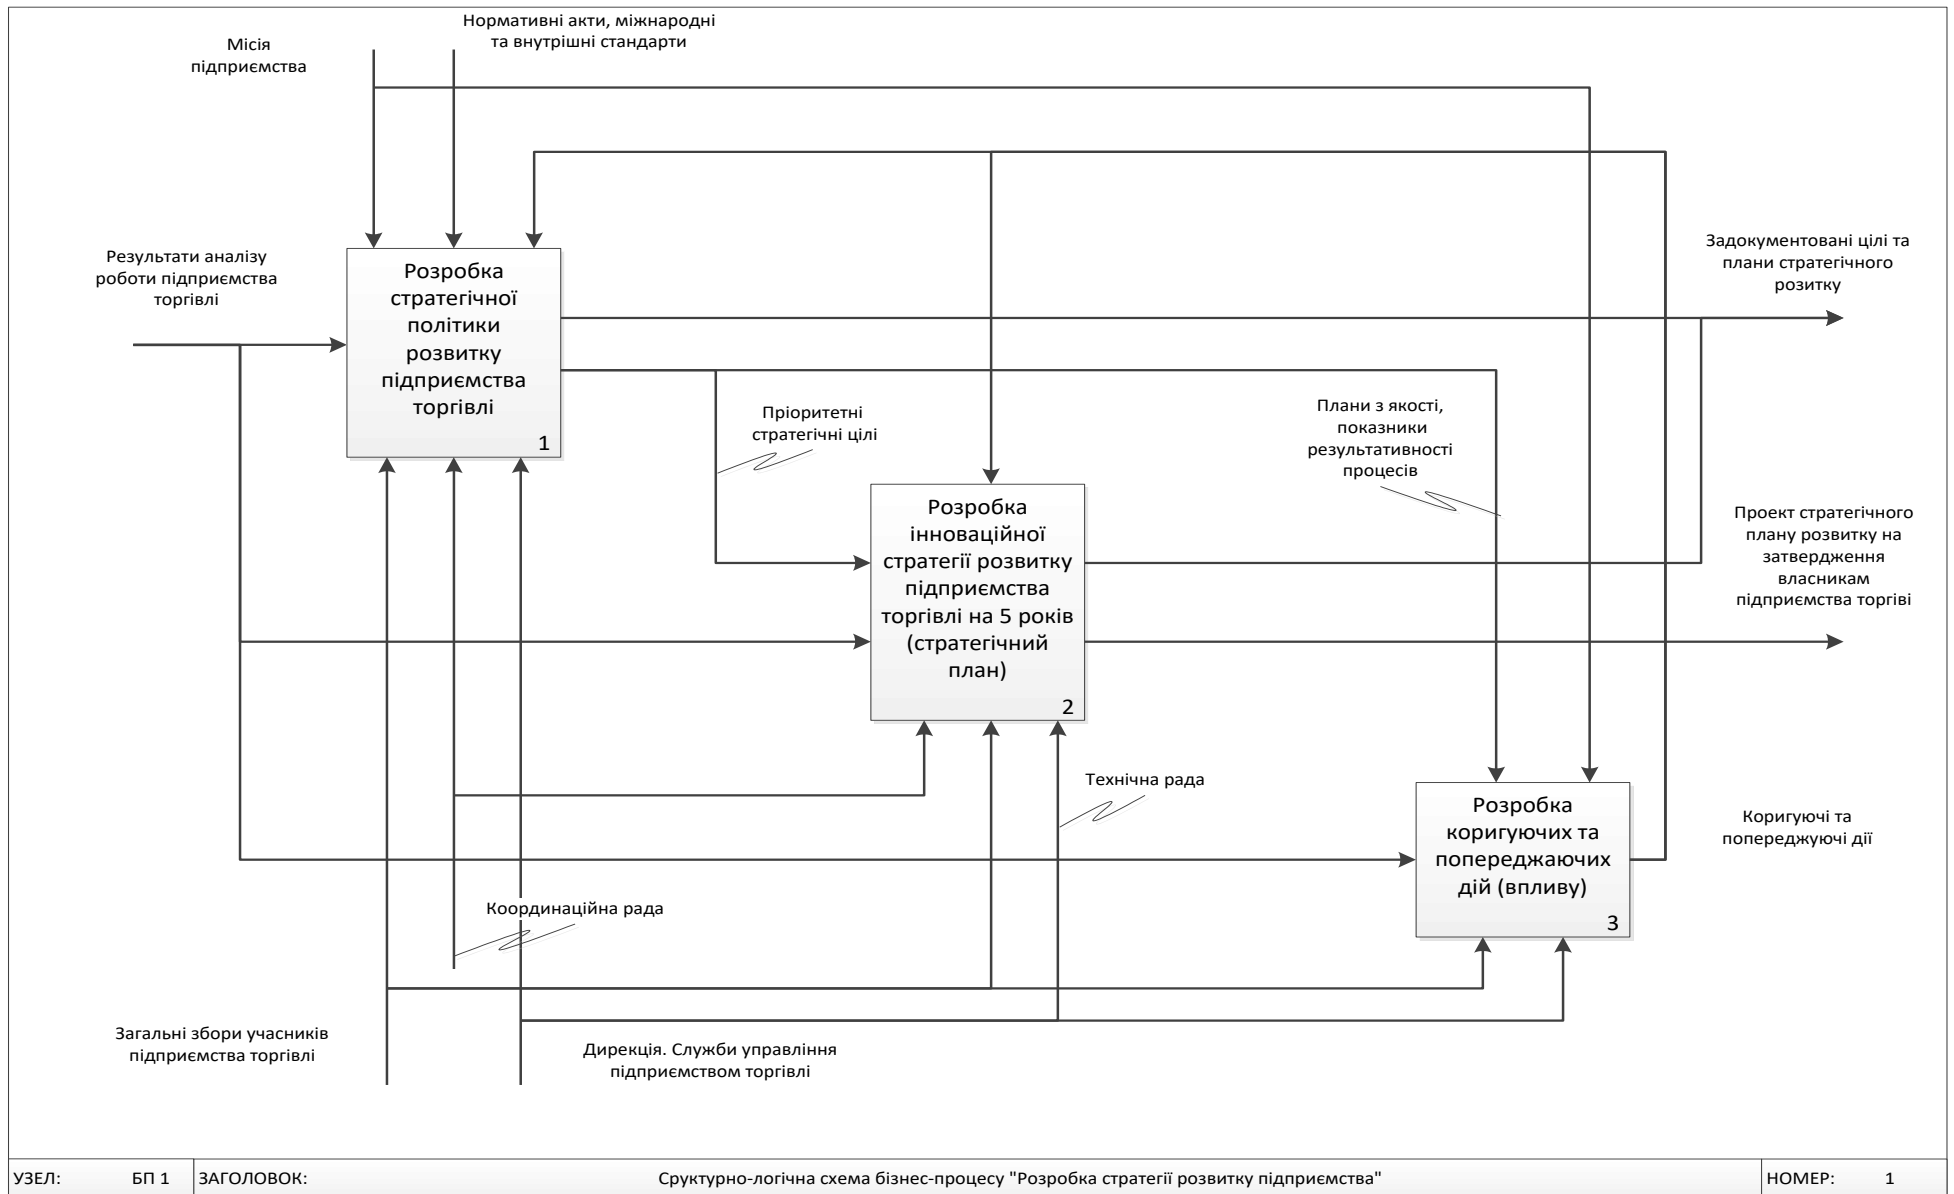 Нормативні акти, міжнародні
та внутрішні стандарти
Місія
підприємства
Результати аналізу
роботи підприємства
торгівлі
Розробка
стратегічної
політики
розвитку
підприємства
торгівлі
1
Задокументовані цілі та
плани стратегічного
розитку
Пріоритетні
стратегічні цілі
Плани з якості,
показники
результативності
процесів
Розробка
інноваційної
стратегії розвитку
підприємства
торгівлі на 5 років
(стратегічний
план)
2
Проект стратегічного
плану розвитку на
затвердження
власникам
підприємства торгіві
Технічна рада
Розробка
коригуючих та
попереджаючих
дій (впливу)
3
Коригуючі та
попереджуючі дії
Координаційна рада
Загальні збори учасників
підприємства торгівлі
Дирекція. Служби управління
підприємством торгівлі
УЗЕЛ: БП 1 ЗАГОЛОВОК: Сруктурно-логічна схема бізнес-процесу "Розробка стратегії розвитку підприємства" НОМЕР: 1